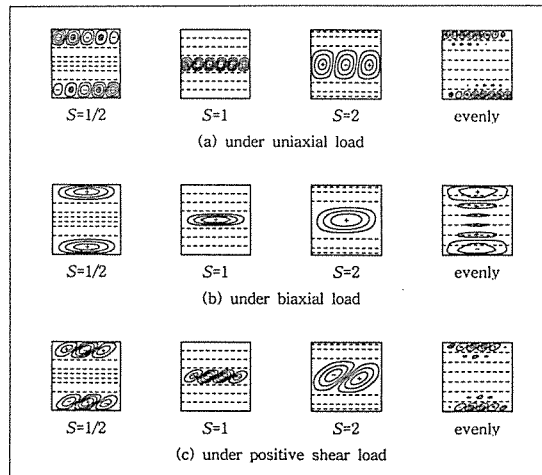 S=1/2 S=1 S=2 evenly
(a) under uniaxial load
S=1/2 S=1 S=2 evenly
(b) under biaxial load
S=1/2 S=1 S=2 evenly
(c) under positive shear load